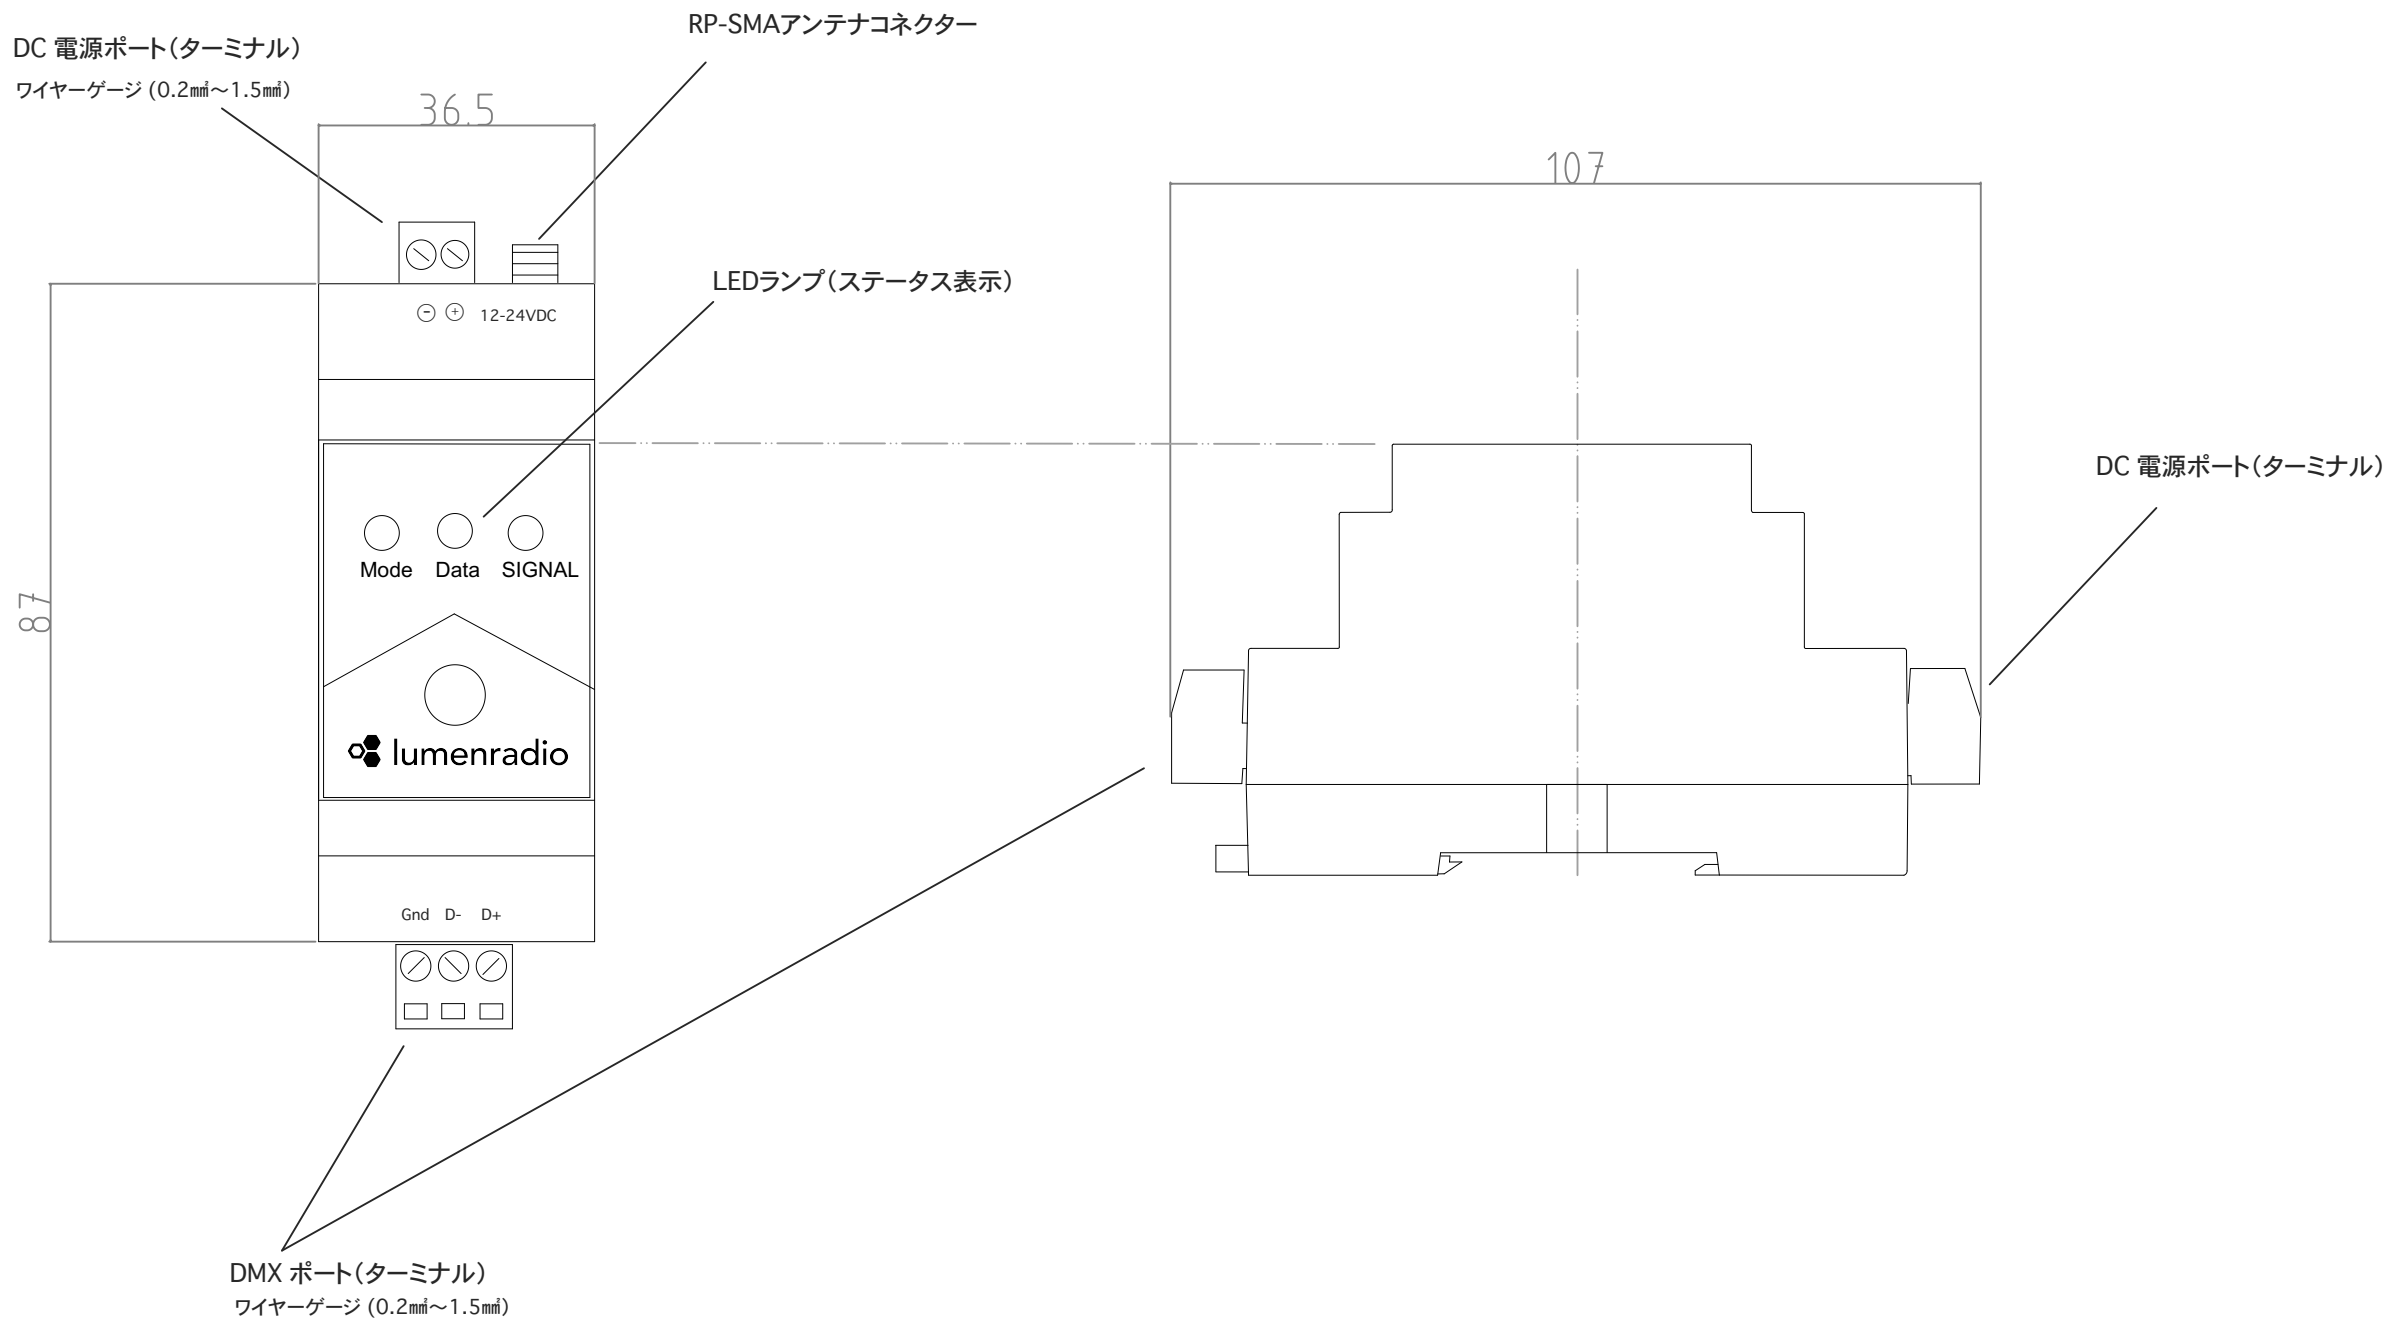 RP-SMAアンテナコネクター
DC 電源ポート(ターミナル)
ワイヤーゲージ (0.2㎟~1.5㎟)
36.5
107
LEDランプ(ステータス表示)
- + 12-24VDC
DC 電源ポート(ターミナル)
Mode Data SIGNAL
87
lumenradio
Gnd D- D+
DMX ポート(ターミナル)
ワイヤーゲージ (0.2㎟~1.5㎟)